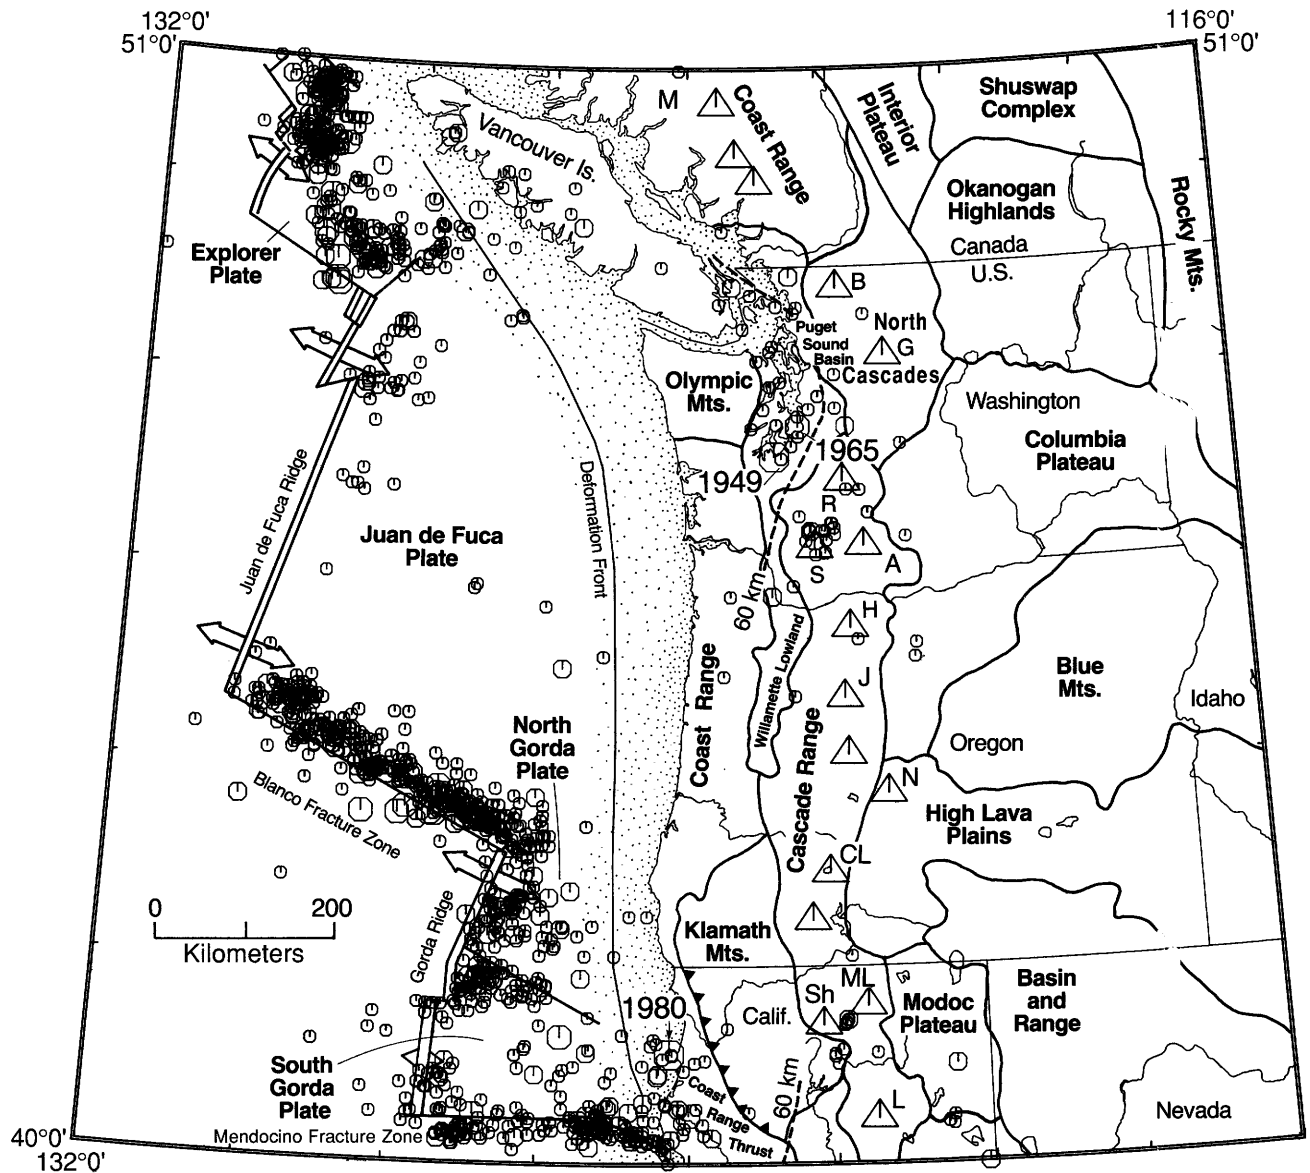 132°0'
116°0'
51°0'
51°0'
M
Coast Range
Interior
Plateau
Shuswap
Complex
Vancouver Is.
Okanogan
Highlands
Rocky Mts.
Explorer
Plate
Canada
U.S.
B
North
G
Cascades
Puget
Sound
Basin
Olympic
Mts.
Washington
Columbia
Plateau
1965
1949
Juan de Fuca Ridge
Deformation Front
R
Juan de Fuca
Plate
S
A
60 km
H
Willamette Lowland
Coast Range
J
Blue
Mts.
Idaho
North
Gorda
Plate
Cascade Range
Oregon
N
Blanco Fracture Zone
High Lava
Plains
CL
0
200
Kilometers
Gorda Ridge
Klamath
Mts.
1980
Sh
ML
Calif.
Modoc
Plateau
Basin
and
Range
South
Gorda
Plate
Coast
Range
Thrust
60 km
L
Nevada
Mendocino Fracture Zone
40°0'
132°0'